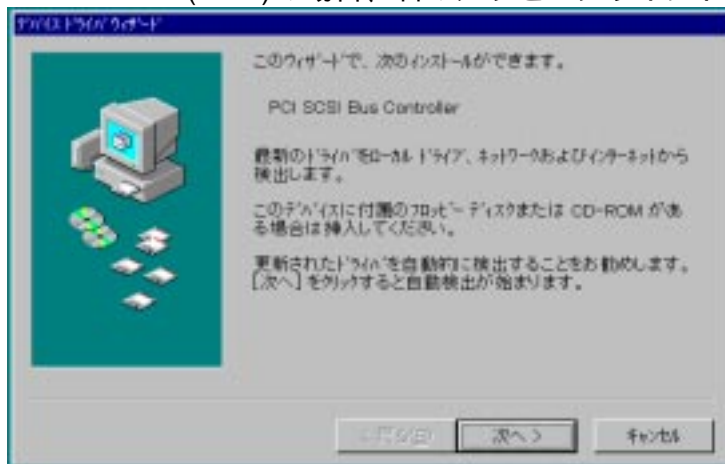 デバイス ドライバ ウィザード
このウィザードで、次のインストールができます。
PCI SCSI Bus Controller
最新のドライバをローカル ドライブ、ネットワークおよびインターネットから
検出します。
このデバイスに付属のフロッピー ディスクまたは CD-ROM があ
る場合は挿入してください。
更新されたドライバを自動的に検出することをお勧めします。
[次へ] をクリックすると自動検出が始まります。
次へ >
キャンセル